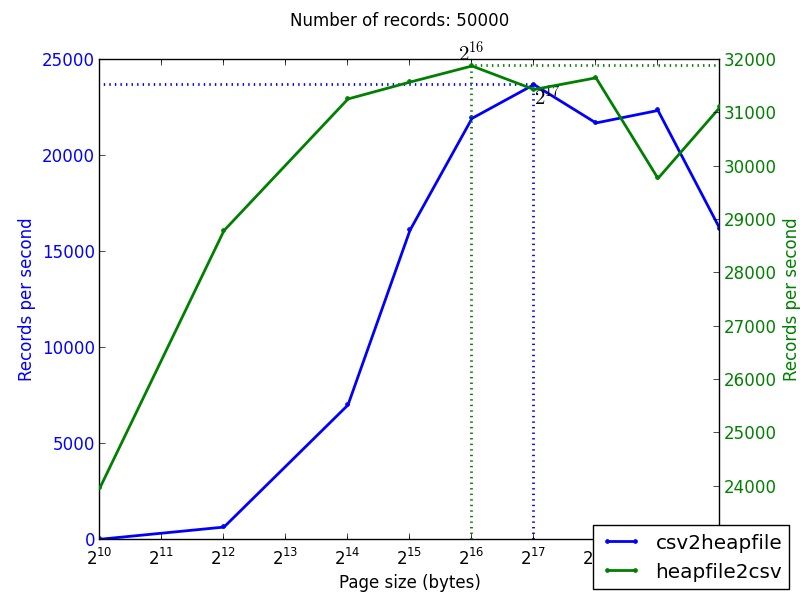 Number of records: 50000
2^16
2^17
25000
20000
15000
10000
5000
0
Records per second
32000
31000
30000
29000
28000
27000
26000
25000
24000
Records per second
2^10 2^11 2^12 2^13 2^14 2^15 2^16 2^17
Page size (bytes)
csv2heapfile
heapfile2csv